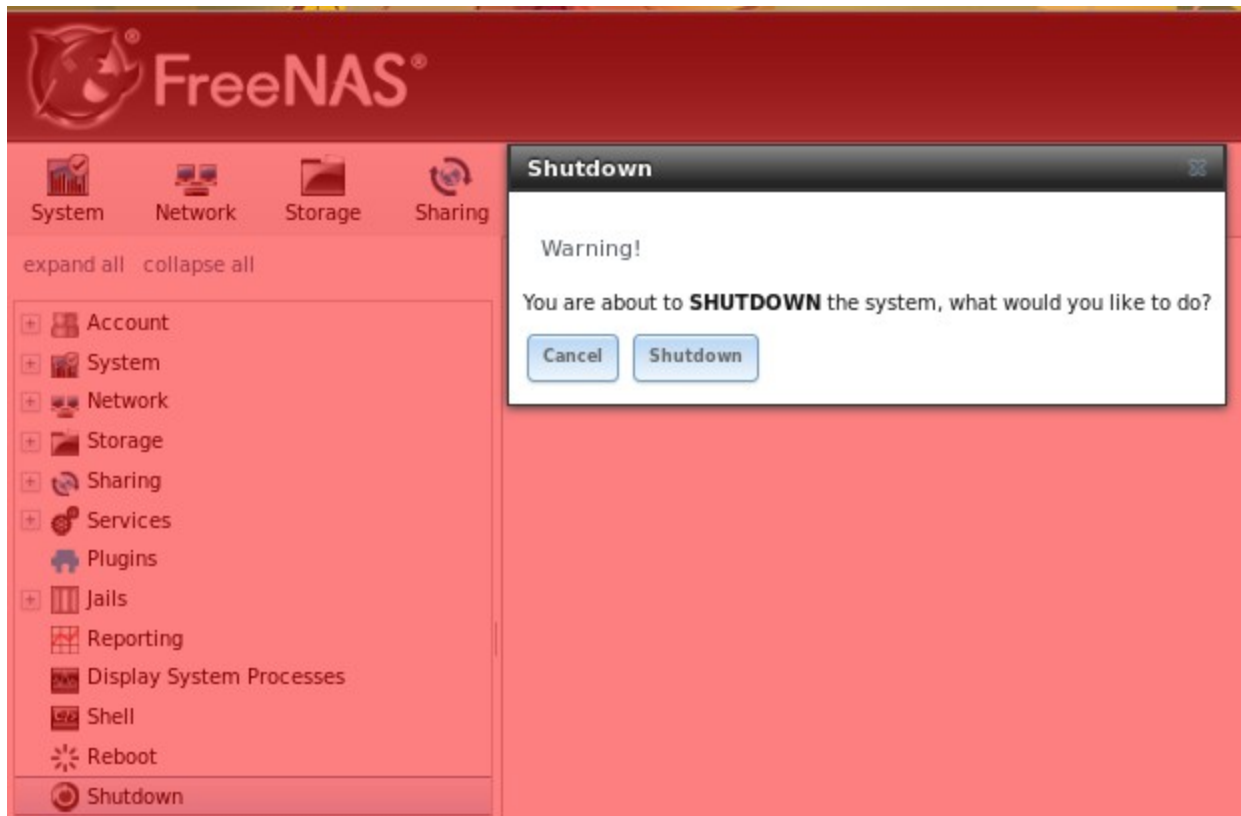 FreeNAS®
System Network Storage Sharing
expand all collapse all
Account
System
Network
Storage
Sharing
Services
Plugins
Jails
Reporting
Display System Processes
Shell
Reboot
Shutdown
Shutdown
Warning!
You are about to SHUTDOWN the system, what would you like to do?
Cancel Shutdown